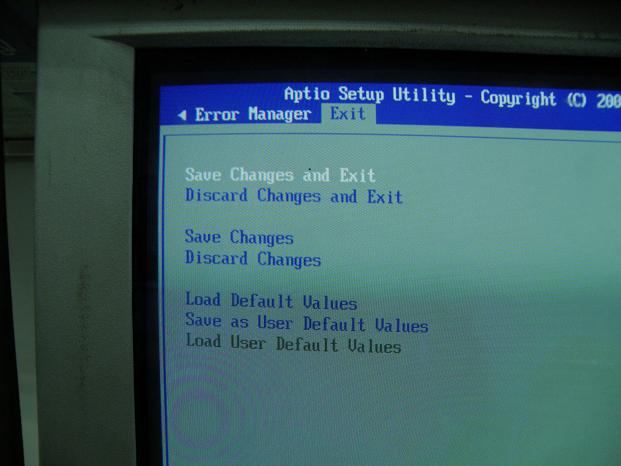 Aptio Setup Utility - Copyright (C) 200
Error Manager Exit
Save Changes and Exit
Discard Changes and Exit
Save Changes
Discard Changes
Load Default Values
Save as User Default Values
Load User Default Values